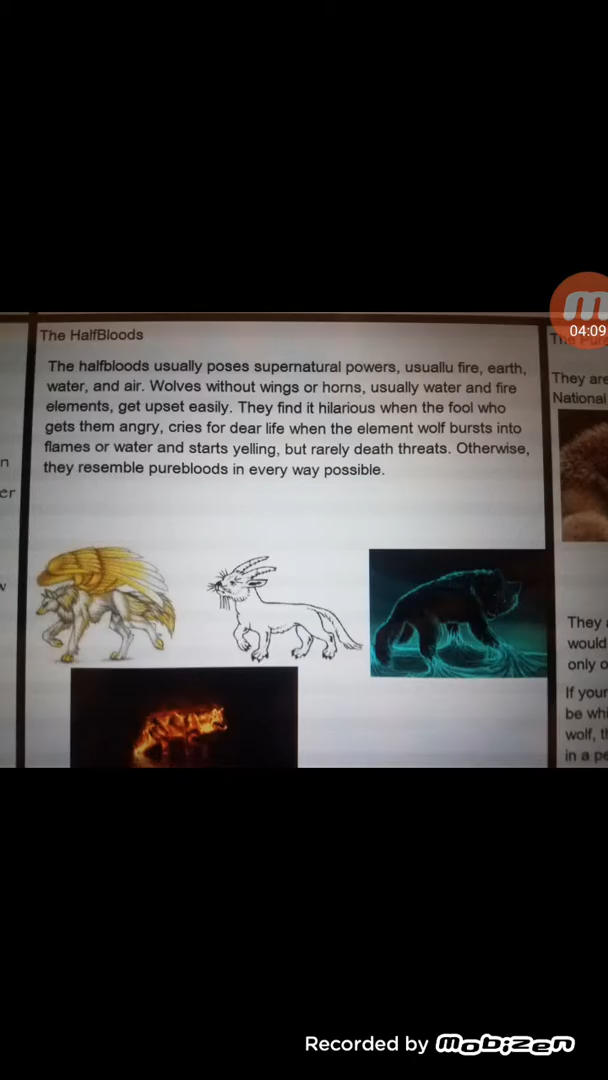 04:09
The HalfBloods
The halfbloods usually poses supernatural powers, usuallu fire, earth,
water, and air. Wolves without wings or horns, usually water and fire
elements, get upset easily. They find it hilarious when the fool who
gets them angry, cries for dear life when the element wolf bursts into
flames or water and starts yelling, but rarely death threats. Otherwise,
they resemble purebloods in every way possible.
n
er
w
They are
National
They
would
only o
If your
be whi
wolf, th
in a pe
Recorded by mobizen